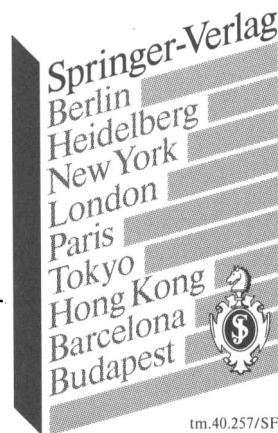 Springer-Verlag
Berlin
Heidelberg
New York
London
Paris
Tokyo
Hong Kong
Barcelona
Budapest
tm.40.257/SF